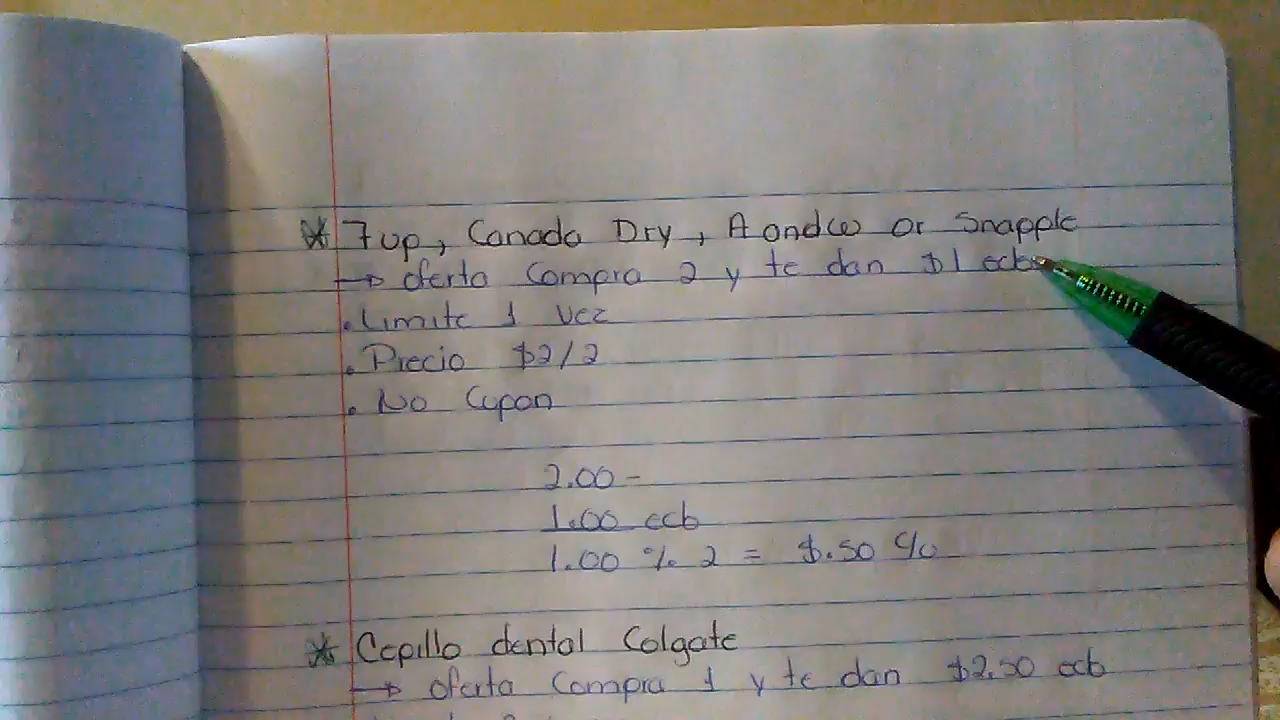 * 7up, Canada Dry, A andw or Snapple
→ oferta Compra 2 y te dan $1 ecb
. Limite 1 vez
. Precio $2/2
. No Cupon
2.00 -
1.00 ecb
1.00 % 2 = $.50 c/u
* Cepillo dental Colgate
→ oferta Compra 1 y te dan $2.50 ecb